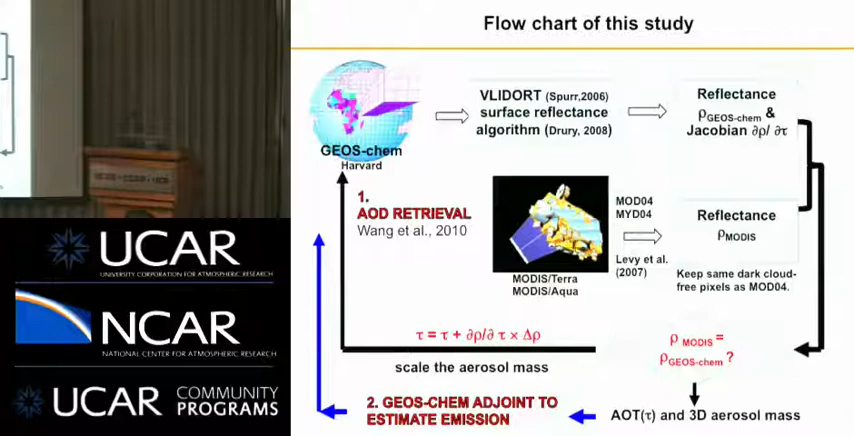 Flow chart of this study
GEOS-chem
Harvard
VLIDORT (Spurr,2006)
surface reflectance
algorithm (Drury, 2008)
Reflectance
ρGEOS-chem &
Jacobian ∂ρ/ ∂τ
1.
AOD RETRIEVAL
Wang et al., 2010
MODIS/Terra
MODIS/Aqua
MOD04
MYD04
Levy et al.
(2007)
Reflectance
ρMODIS
Keep same dark cloud-
free pixels as MOD04.
τ = τ + ∂ρ/∂ τ × Δρ
scale the aerosol mass
ρ MODIS =
ρGEOS-chem ?
2. GEOS-CHEM ADJOINT TO
ESTIMATE EMISSION
AOT(τ) and 3D aerosol mass
UCAR
UNIVERSITY CORPORATION FOR ATMOSPHERIC RESEARCH
NCAR
NATIONAL CENTER FOR ATMOSPHERIC RESEARCH
UCAR COMMUNITY
PROGRAMS